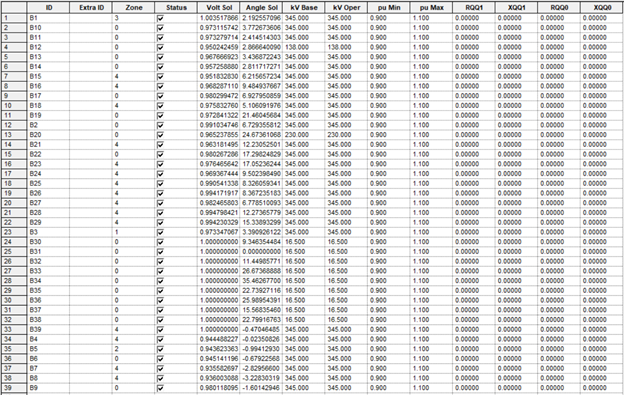 ID Extra ID Zone Status Volt Sol Angle Sol kV Base kV Oper pu Min pu Max RQQ1 XQQ1 RQQ0 XQQ0
1 B1 3 1.003517866 2.192557096 345.000 345.000 0.900 1.100 0.00000 0.00000 0.00000 0.00000
2 B10 0 0.973115742 3.772673606 345.000 345.000 0.900 1.100 0.00000 0.00000 0.00000 0.00000
3 B11 0 0.973279714 2.414514303 345.000 345.000 0.900 1.100 0.00000 0.00000 0.00000 0.00000
4 B12 0 0.950242459 2.866640090 138.000 138.000 0.900 1.100 0.00000 0.00000 0.00000 0.00000
5 B13 0 0.967666923 3.436872243 345.000 345.000 0.900 1.100 0.00000 0.00000 0.00000 0.00000
6 B14 0 0.957258880 2.811717271 345.000 345.000 0.900 1.100 0.00000 0.00000 0.00000 0.00000
7 B15 4 0.951832830 6.215657234 345.000 345.000 0.900 1.100 0.00000 0.00000 0.00000 0.00000
8 B16 4 0.968287110 9.484937667 345.000 345.000 0.900 1.100 0.00000 0.00000 0.00000 0.00000
9 B17 0 0.980299472 6.927950859 345.000 345.000 0.900 1.100 0.00000 0.00000 0.00000 0.00000
10 B18 4 0.975832760 5.106091976 345.000 345.000 0.900 1.100 0.00000 0.00000 0.00000 0.00000
11 B19 0 0.972841322 21.46045684 345.000 345.000 0.900 1.100 0.00000 0.00000 0.00000 0.00000
12 B2 0 0.991034746 6.729355812 345.000 345.000 0.900 1.100 0.00000 0.00000 0.00000 0.00000
13 B20 0 0.965237855 24.67361068 230.000 230.000 0.900 1.100 0.00000 0.00000 0.00000 0.00000
14 B21 4 0.963181495 12.23052501 345.000 345.000 0.900 1.100 0.00000 0.00000 0.00000 0.00000
15 B22 0 0.980267286 17.29824829 345.000 345.000 0.900 1.100 0.00000 0.00000 0.00000 0.00000
16 B23 4 0.976465642 17.05236244 345.000 345.000 0.900 1.100 0.00000 0.00000 0.00000 0.00000
17 B24 4 0.969367444 9.502398490 345.000 345.000 0.900 1.100 0.00000 0.00000 0.00000 0.00000
18 B25 4 0.990541338 8.326059341 345.000 345.000 0.900 1.100 0.00000 0.00000 0.00000 0.00000
19 B26 4 0.994171917 8.367235183 345.000 345.000 0.900 1.100 0.00000 0.00000 0.00000 0.00000
20 B27 4 0.982465803 6.778510093 345.000 345.000 0.900 1.100 0.00000 0.00000 0.00000 0.00000
21 B28 4 0.994798421 12.27365779 345.000 345.000 0.900 1.100 0.00000 0.00000 0.00000 0.00000
22 B29 4 0.994230329 15.33893299 345.000 345.000 0.900 1.100 0.00000 0.00000 0.00000 0.00000
23 B3 1 0.973347067 3.390926122 345.000 345.000 0.900 1.100 0.00000 0.00000 0.00000 0.00000
24 B30 0 1.000000000 9.346354484 16.500 16.500 0.900 1.100 0.00000 0.00000 0.00000 0.00000
25 B31 0 1.000000000 0.000000000 16.500 16.500 0.900 1.100 0.00000 0.00000 0.00000 0.00000
26 B32 0 1.000000000 11.44985771 16.500 16.500 0.900 1.100 0.00000 0.00000 0.00000 0.00000
27 B33 0 1.000000000 26.67368888 16.500 16.500 0.900 1.100 0.00000 0.00000 0.00000 0.00000
28 B34 0 1.000000000 35.46267700 16.500 16.500 0.900 1.100 0.00000 0.00000 0.00000 0.00000
29 B35 0 1.000000000 22.73927116 16.500 16.500 0.900 1.100 0.00000 0.00000 0.00000 0.00000
30 B36 0 1.000000000 25.98954391 16.500 16.500 0.900 1.100 0.00000 0.00000 0.00000 0.00000
31 B37 0 1.000000000 15.56835460 16.500 16.500 0.900 1.100 0.00000 0.00000 0.00000 0.00000
32 B38 0 1.000000000 22.79916763 16.500 16.500 0.900 1.100 0.00000 0.00000 0.00000 0.00000
33 B39 4 1.000000000 -0.47046485 345.000 345.000 0.900 1.100 0.00000 0.00000 0.00000 0.00000
34 B4 4 0.944488227 -0.02350826 345.000 345.000 0.900 1.100 0.00000 0.00000 0.00000 0.00000
35 B5 2 0.943623363 -0.99412930 345.000 345.000 0.900 1.100 0.00000 0.00000 0.00000 0.00000
36 B6 0 0.945141196 -0.67922568 345.000 345.000 0.900 1.100 0.00000 0.00000 0.00000 0.00000
37 B7 4 0.935582697 -2.82956600 345.000 345.000 0.900 1.100 0.00000 0.00000 0.00000 0.00000
38 B8 4 0.936003088 -3.22830319 345.000 345.000 0.900 1.100 0.00000 0.00000 0.00000 0.00000
39 B9 0 0.980118095 -1.60142946 345.000 345.000 0.900 1.100 0.00000 0.00000 0.00000 0.00000